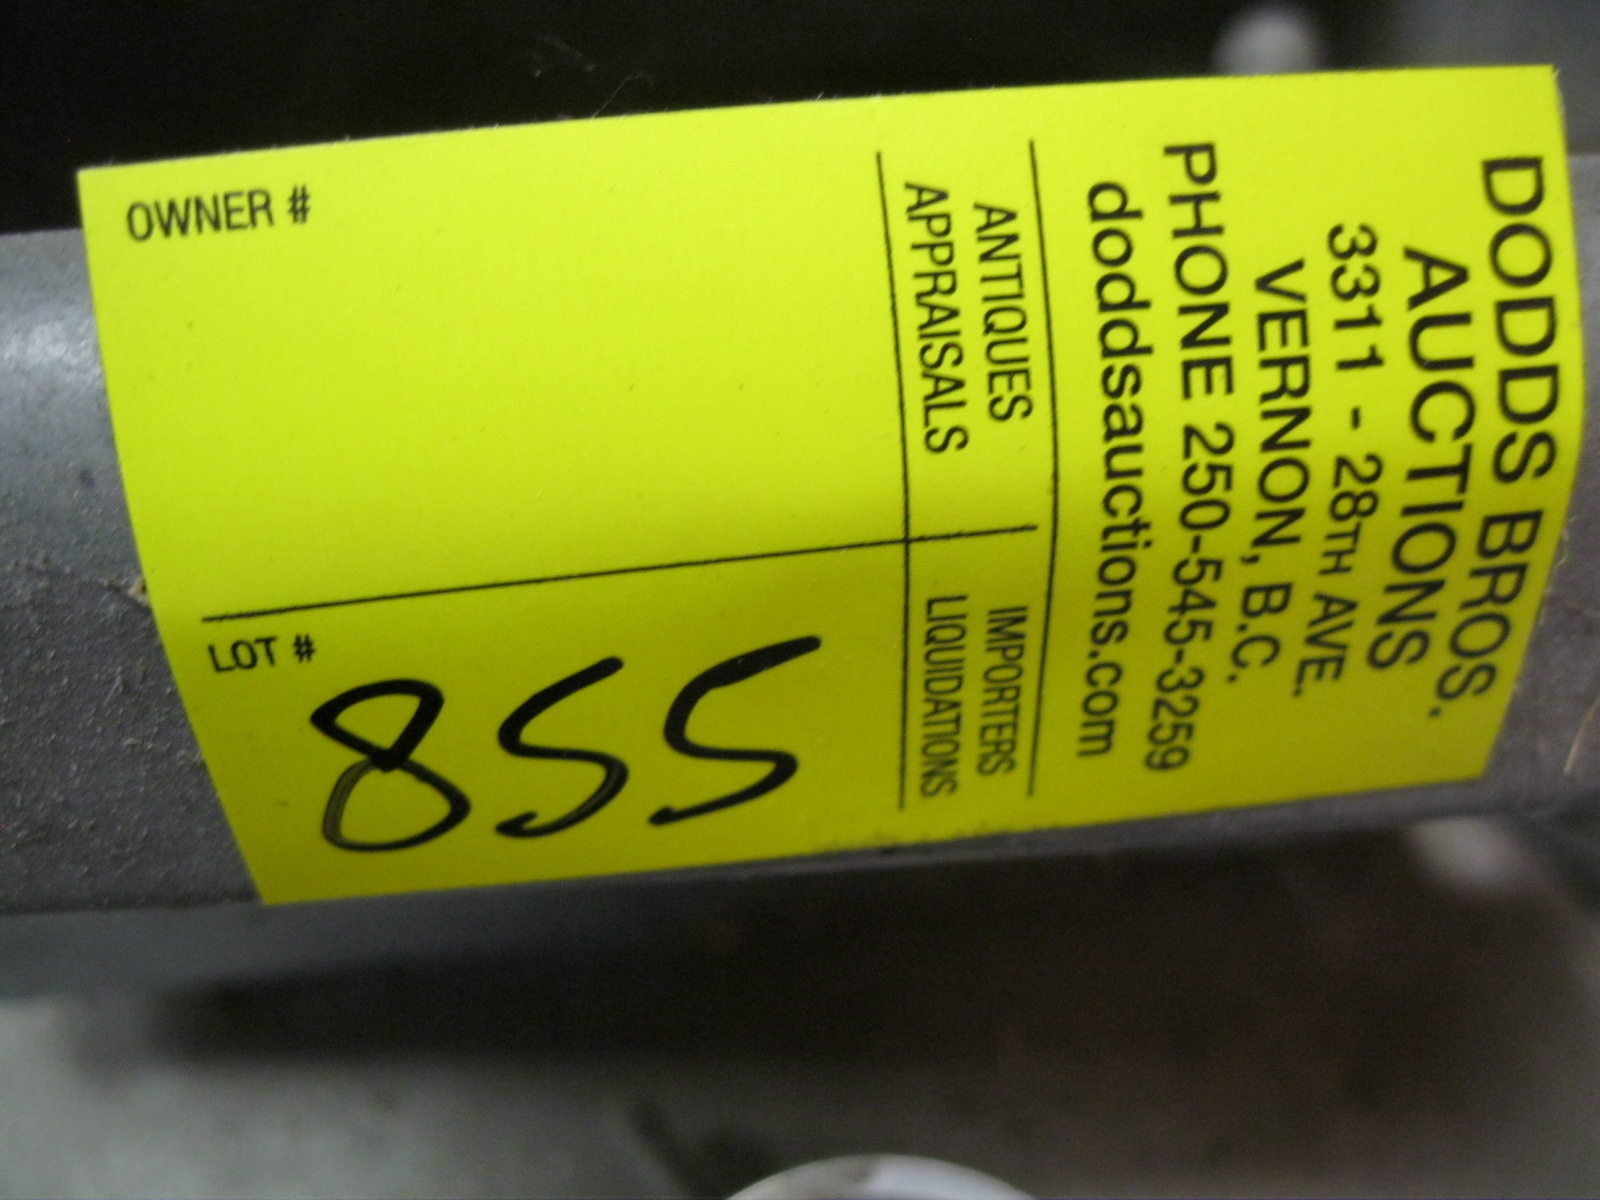 DODDS BROS.
AUCTIONS
3311 - 28TH AVE.
VERNON, B.C.
PHONE 250-545-3259
doddsauctions.com
ANTIQUES IMPORTERS
APPRAISALS LIQUIDATIONS
OWNER #
LOT #
855